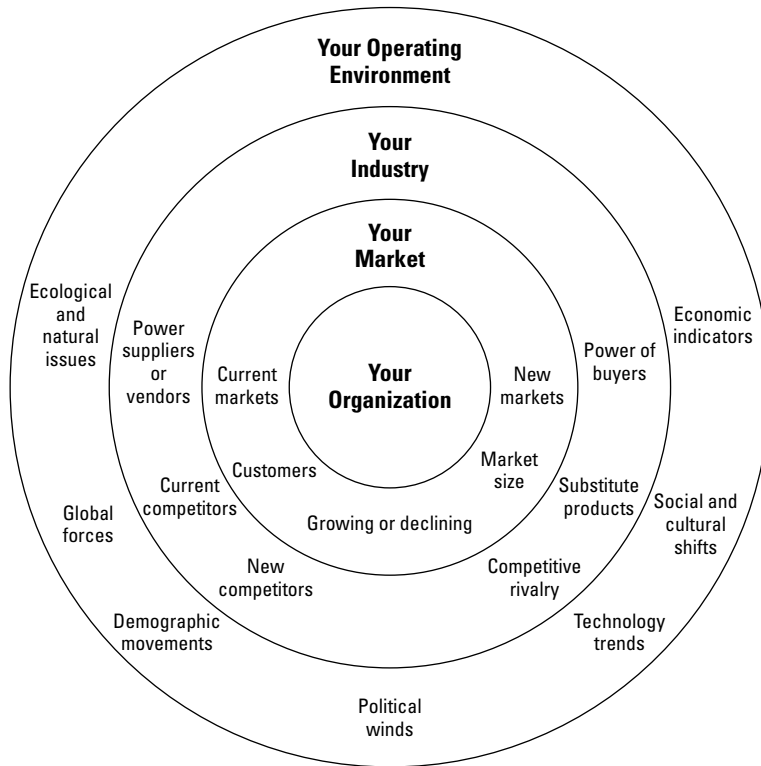 Your Operating
Environment
Your
Industry
Your
Market
Your
Organization
Current
markets
New
markets
Customers
Market
size
Growing or declining
Power
suppliers or
vendors
Power of
buyers
Current
competitors
Substitute
products
New
competitors
Competitive
rivalry
Ecological
and
natural
issues
Economic
indicators
Global
forces
Social and
cultural
shifts
Demographic
movements
Technology
trends
Political
winds